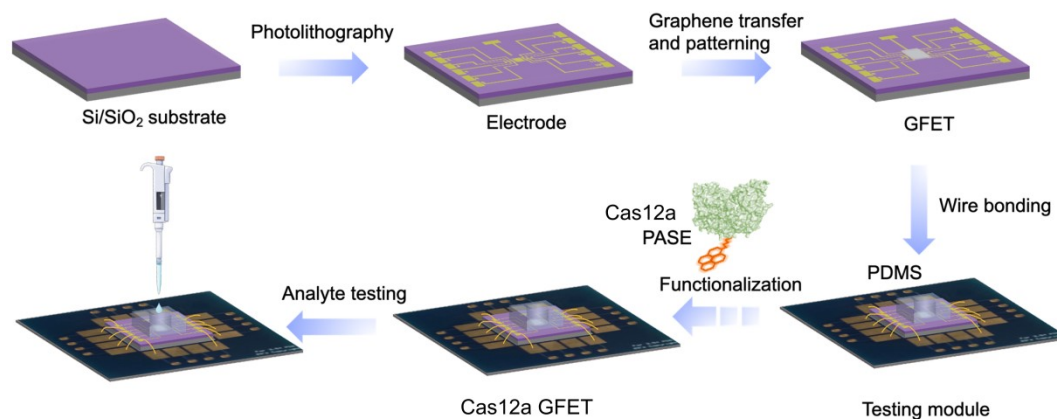 Photolithography
Graphene transfer
and patterning
Si/SiO₂ substrate
Electrode
GFET
Wire bonding
Cas12a
PASE
PDMS
Functionalization
Analyte testing
Cas12a GFET
Testing module